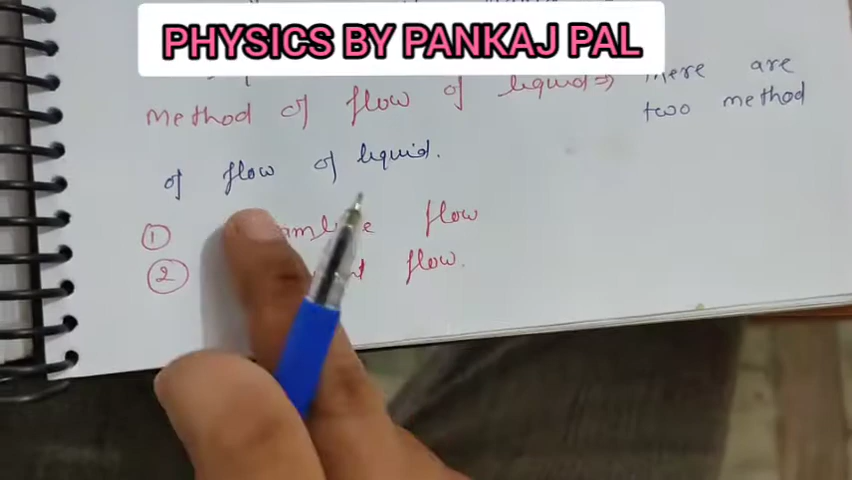 PHYSICS BY PANKAJ PAL
method of flow of liquid ⇒ There are
two method
of flow of liquid.
① flow
② flow.